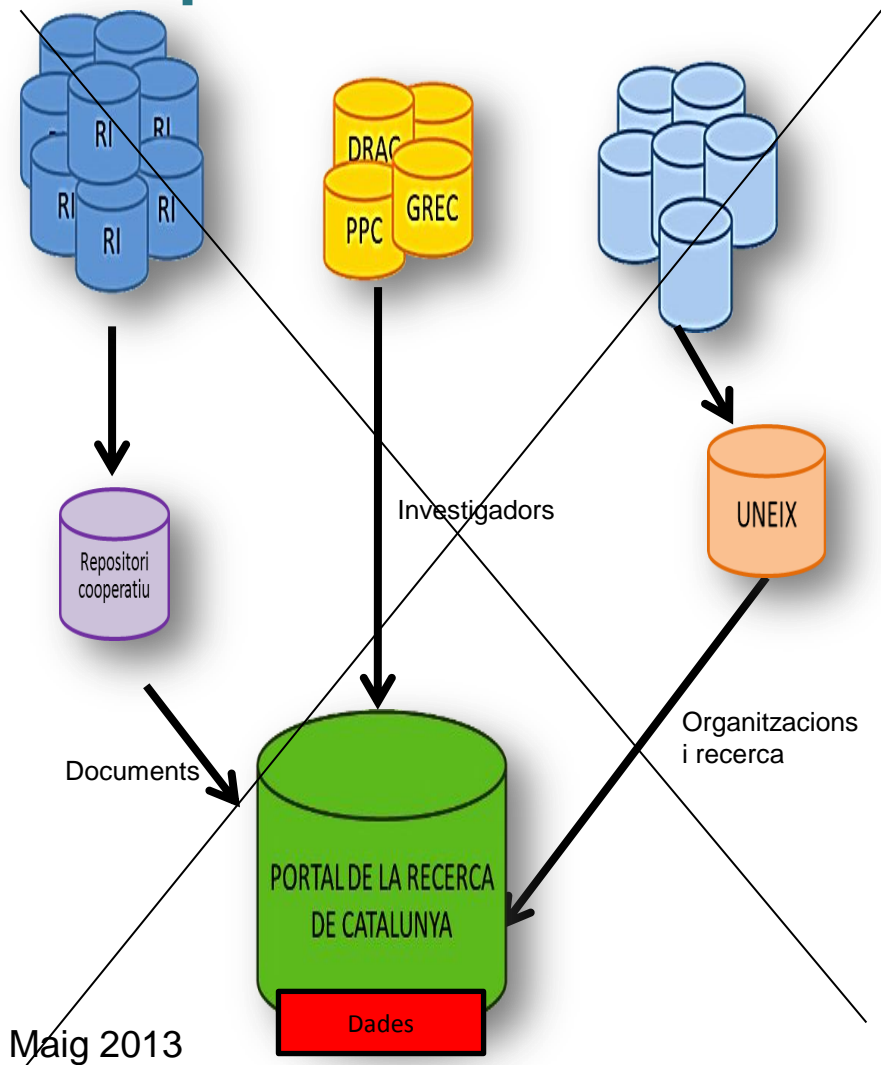 RI
RI
RI
RI
RI
DRAC
PPC
GREC
UNEIX
Investigadors
Repositori
cooperatiu
Organitzacions
i recerca
Documents
PORTAL DE LA RECERCA
DE CATALUNYA
Dades
Maig 2013